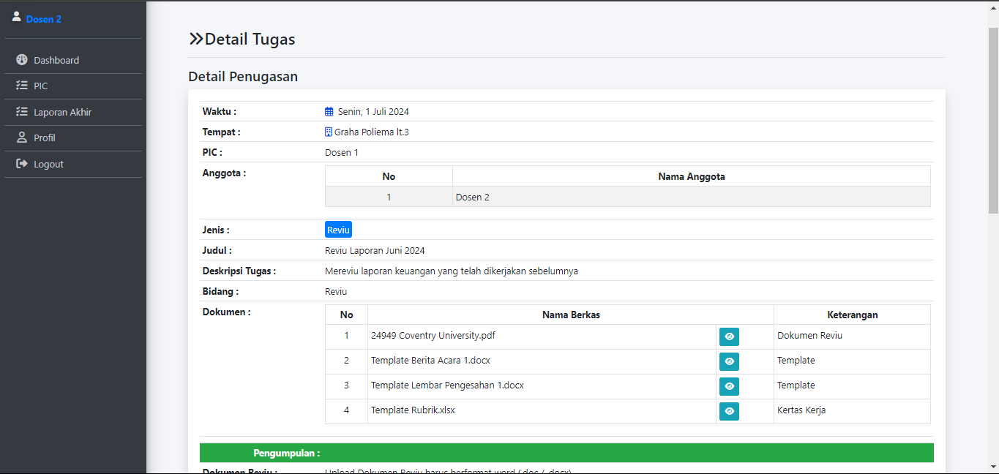 Dosen 2
Dashboard
PIC
Laporan Akhir
Profil
Logout
Detail Tugas
Detail Penugasan
Waktu : Senin, 1 Juli 2024
Tempat : Graha Poliema lt.3
PIC : Dosen 1
Anggota :
No Nama Anggota
1 Dosen 2
Jenis : Reviu
Judul : Reviu Laporan Juni 2024
Deskripsi Tugas : Mereviu laporan keuangan yang telah dikerjakan sebelumnya
Bidang : Reviu
Dokumen :
No Nama Berkas Keterangan
1 24949 Coventry University.pdf Dokumen Reviu
2 Template Berita Acara 1.docx Template
3 Template Lembar Pengesahan 1.docx Template
4 Template Rubrik.xlsx Kertas Kerja
Pengumpulan :
Dokumen Reviu : Upload Dokumen Reviu harus berformat word (.doc / .docx)